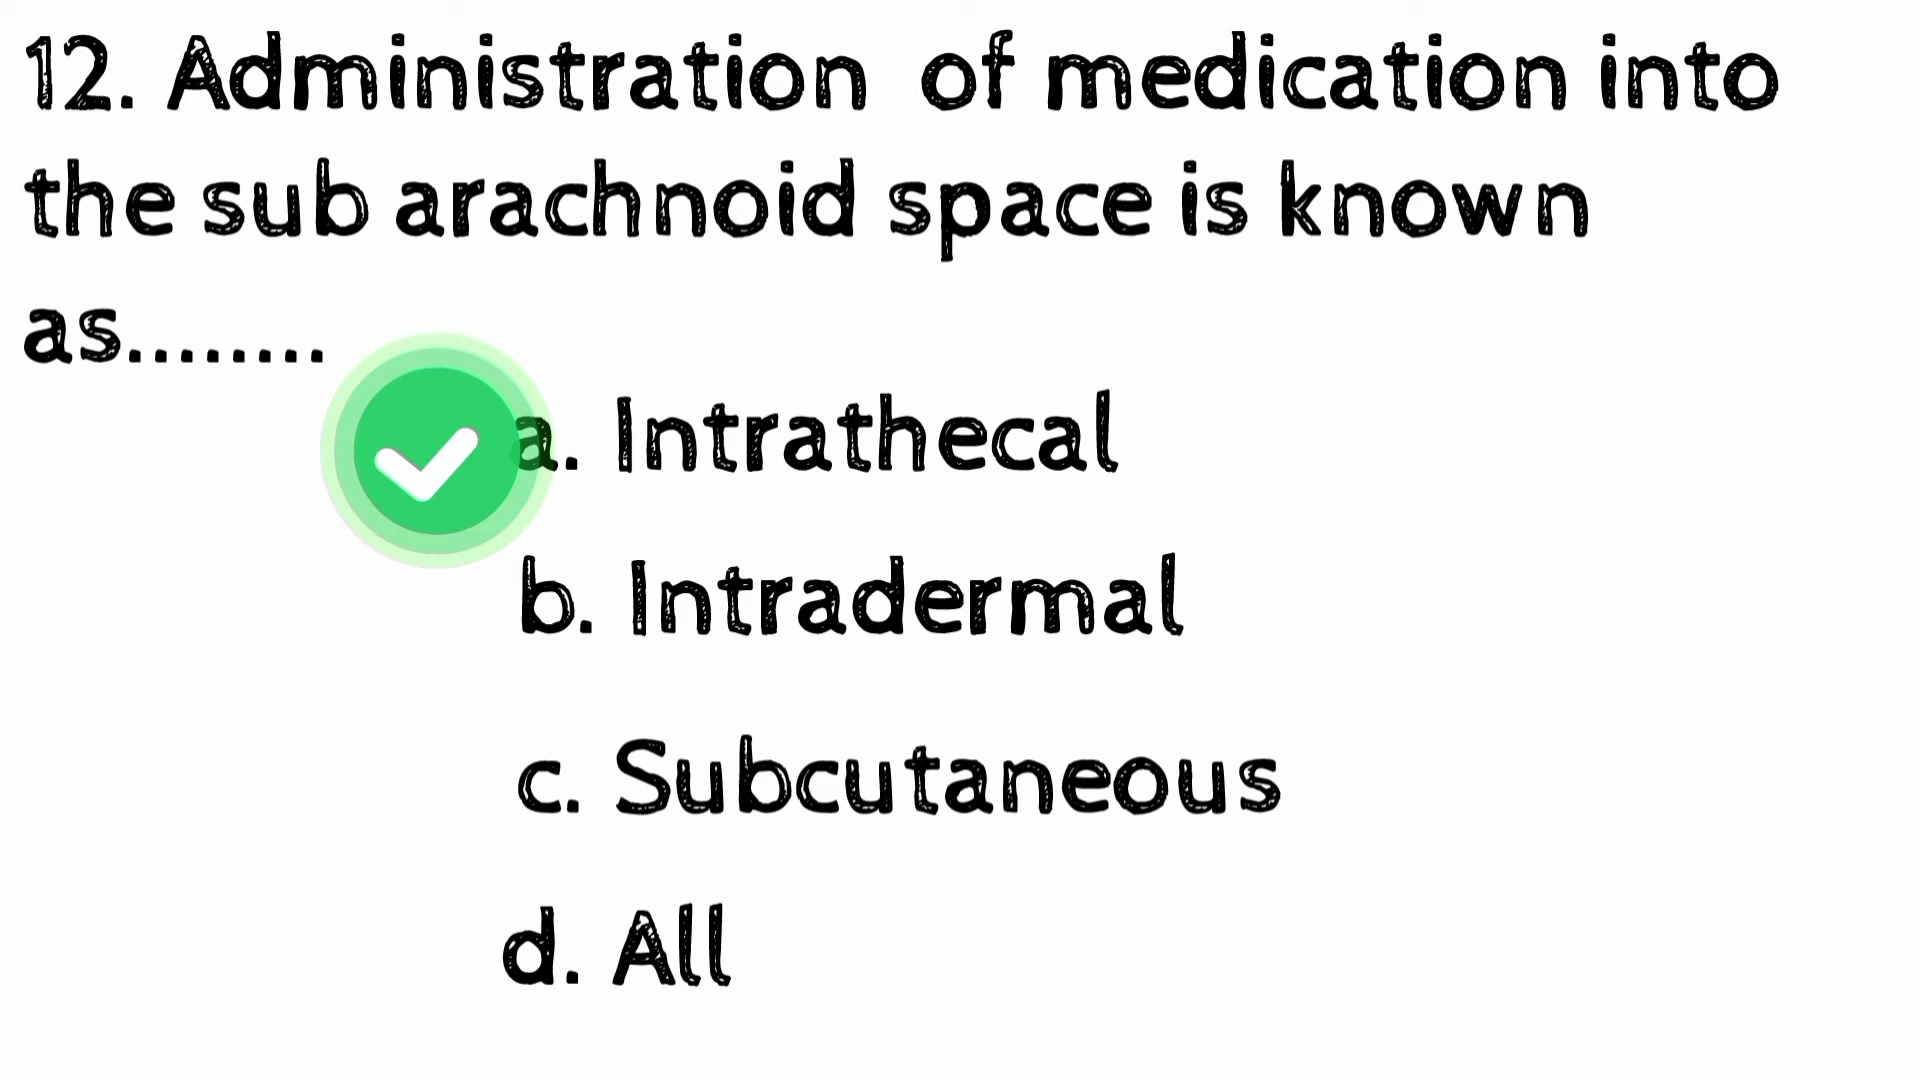 12. Administration of medication into
the sub arachnoid space is known
as........
a. Intrathecal
b. Intradermal
c. Subcutaneous
d. All